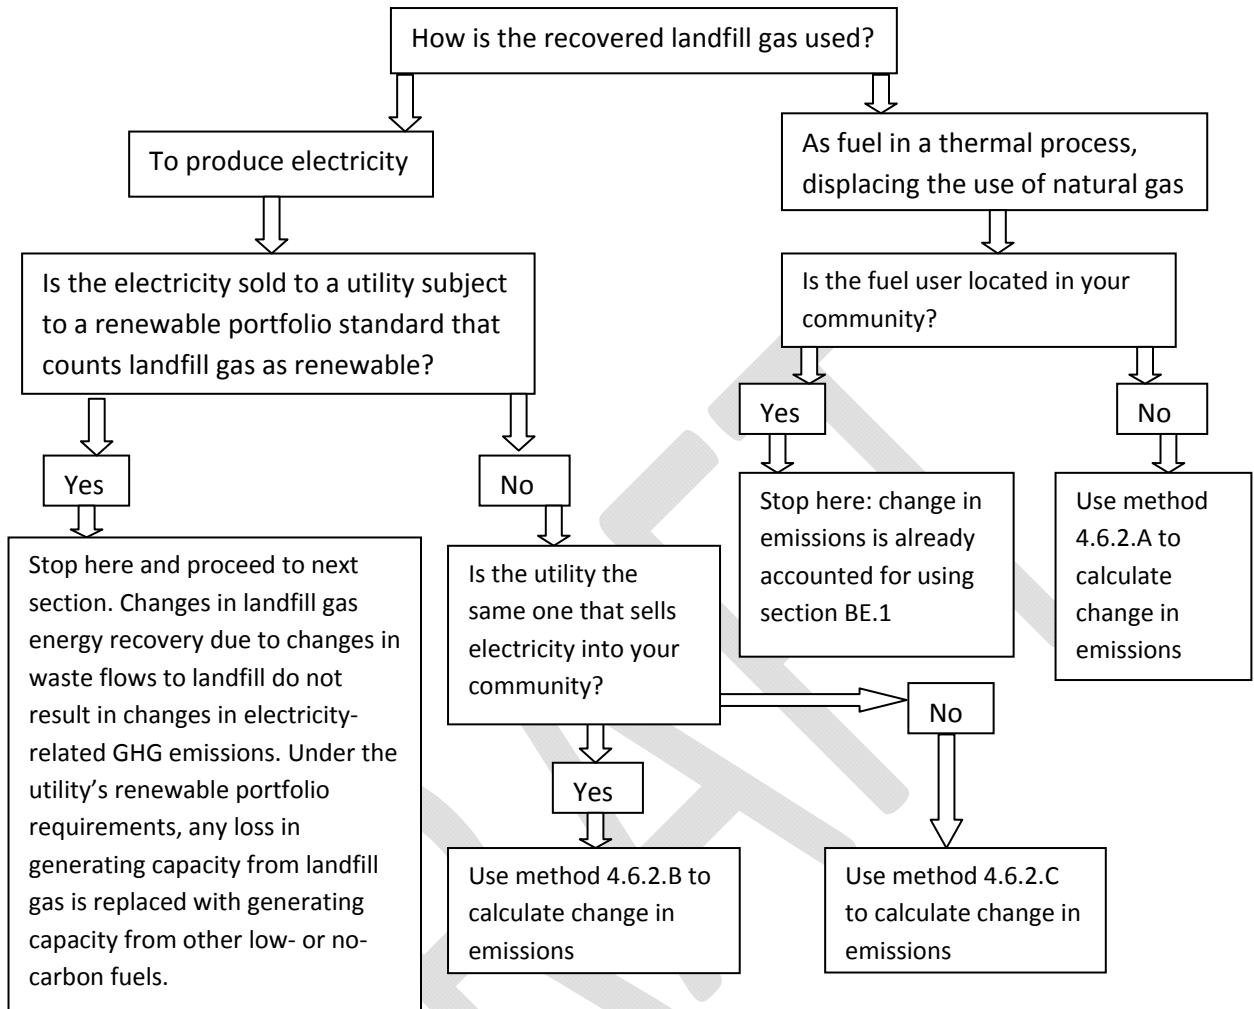 How is the recovered landfill gas used?
To produce electricity
As fuel in a thermal process,
displacing the use of natural gas
Is the electricity sold to a utility subject
to a renewable portfolio standard that
counts landfill gas as renewable?
Is the fuel user located in your
community?
Yes
No
Yes
No
Stop here and proceed to next
section. Changes in landfill gas
energy recovery due to changes in
waste flows to landfill do not
result in changes in electricity-
related GHG emissions. Under the
utility’s renewable portfolio
requirements, any loss in
generating capacity from landfill
gas is replaced with generating
capacity from other low- or no-
carbon fuels.
Is the utility the
same one that sells
electricity into your
community?
Stop here: change in
emissions is already
accounted for using
section BE.1
Use method
4.6.2.A to
calculate
change in
emissions
Yes
No
Use method 4.6.2.B to
calculate change in
emissions
Use method 4.6.2.C
to calculate change in
emissions
DRAFT